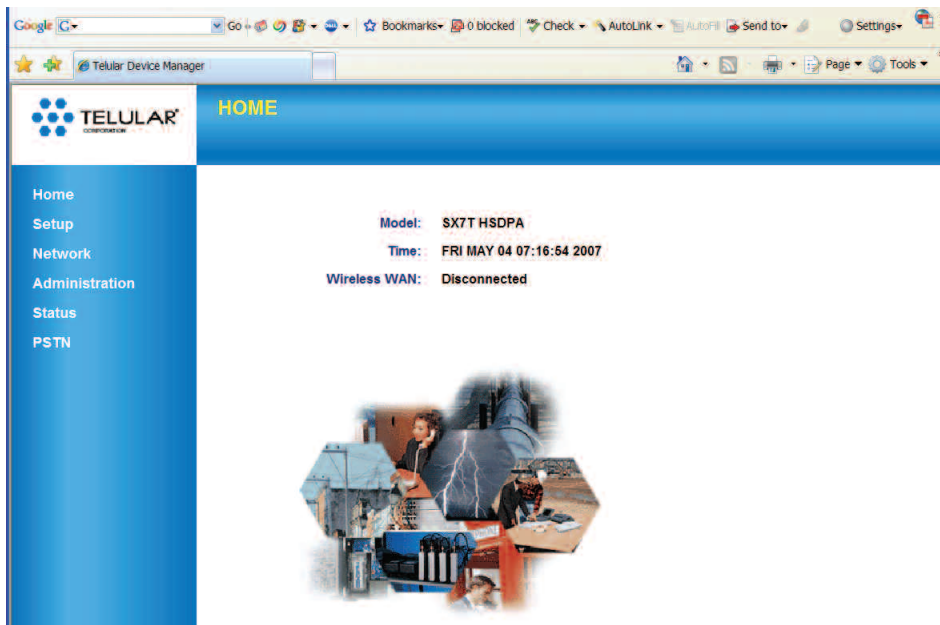 Google G Go Bookmarks 0 blocked Check AutoLink AutoFill Send to Settings
Telular Device Manager Page Tools
TELULAR
CORPORATION
HOME
Home
Setup
Network
Administration
Status
PSTN
Model: SX7T HSDPA
Time: FRI MAY 04 07:16:54 2007
Wireless WAN: Disconnected